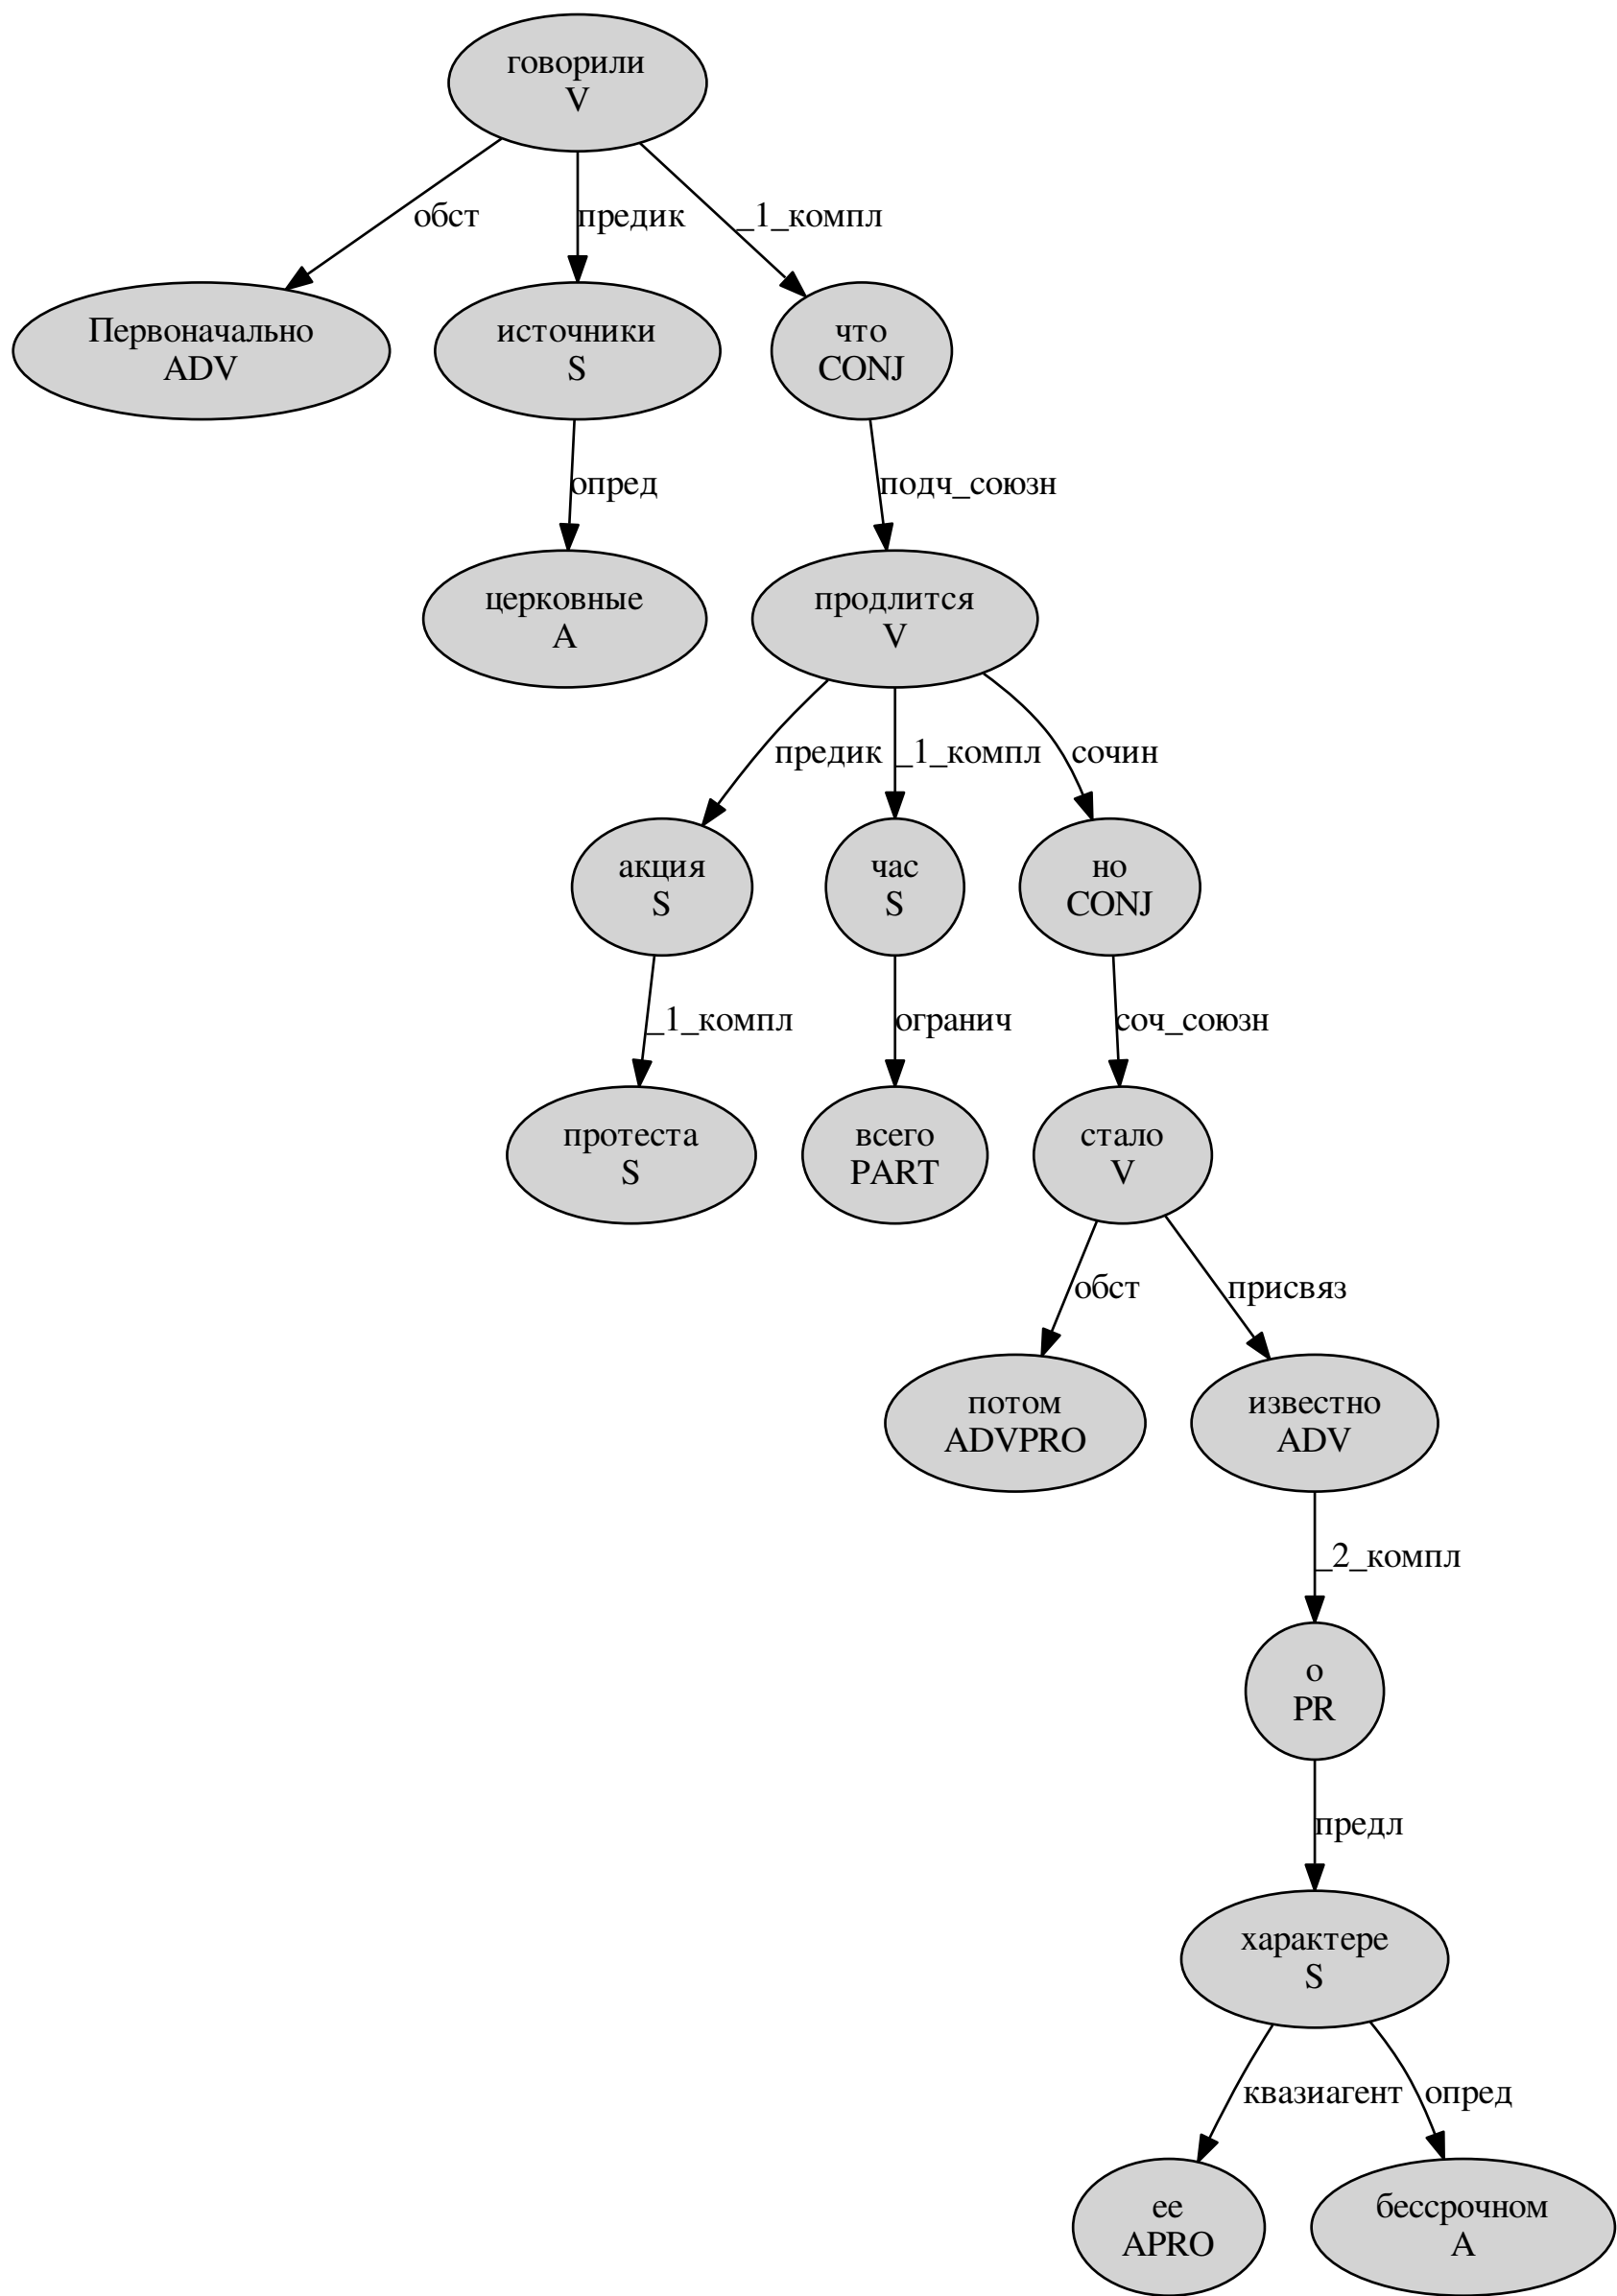 говорили
V
обст
предик
_1_компл
Первоначально
ADV
источники
S
что
CONJ
опред
подч_союзн
церковные
A
продлится
V
предик
_1_компл
сочин
акция
S
час
S
но
CONJ
_1_компл
огранич
соч_союзн
протеста
S
всего
PART
стало
V
обст
присвяз
потом
ADVPRO
известно
ADV
_2_компл
о
PR
предл
характере
S
квазиагент
опред
ее
APRO
бессрочном
A